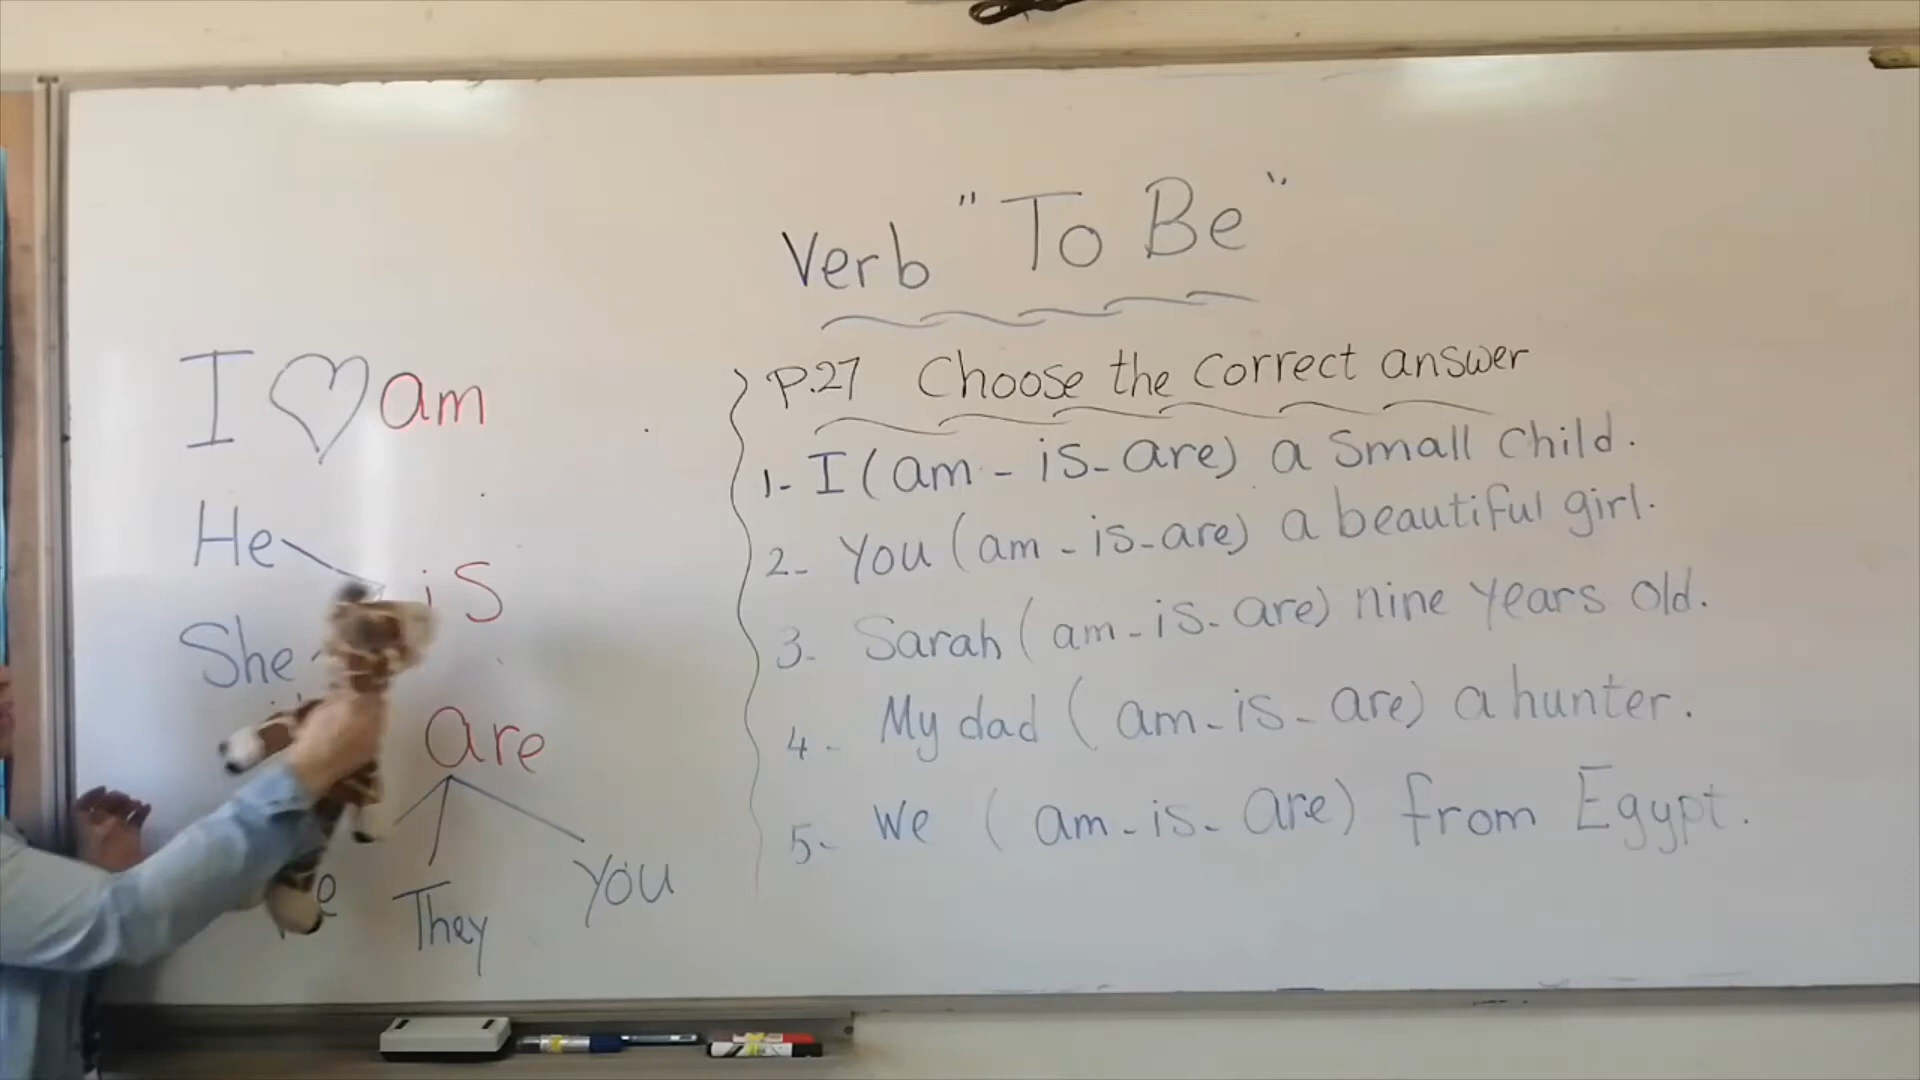 Verb "To Be"
I ♡ am
He
is
She
are
They
You
P.27 Choose the correct answer
1- I (am - is - are) a small child.
2- You (am - is - are) a beautiful girl.
3- Sarah (am - is - are) nine years old.
4- My dad (am - is - are) a hunter.
5- We (am - is - are) from Egypt.